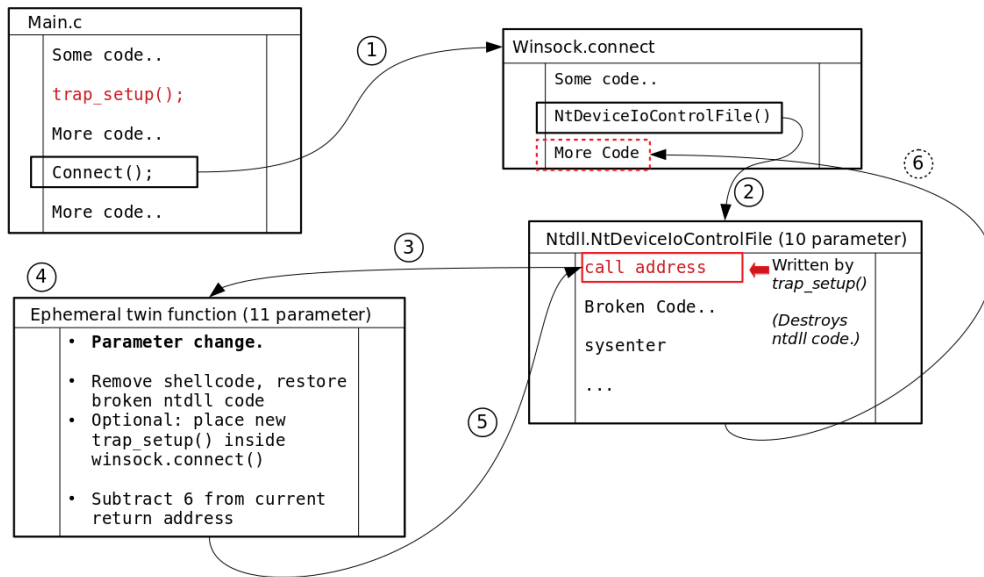 Main.c
Some code..
trap_setup();
More code..
Connect();
More code..
1
Winsock.connect
Some code..
NtDeviceIoControlFile()
More Code
6
2
Ntdll.NtDeviceIoControlFile (10 parameter)
call address
Broken Code..
sysenter
...
Written by
trap_setup()
(Destroys
ntdll code.)
3
4
Ephemeral twin function (11 parameter)
• Parameter change.
• Remove shellcode, restore
broken ntdll code
• Optional: place new
trap_setup() inside
winsock.connect()
• Subtract 6 from current
return address
5